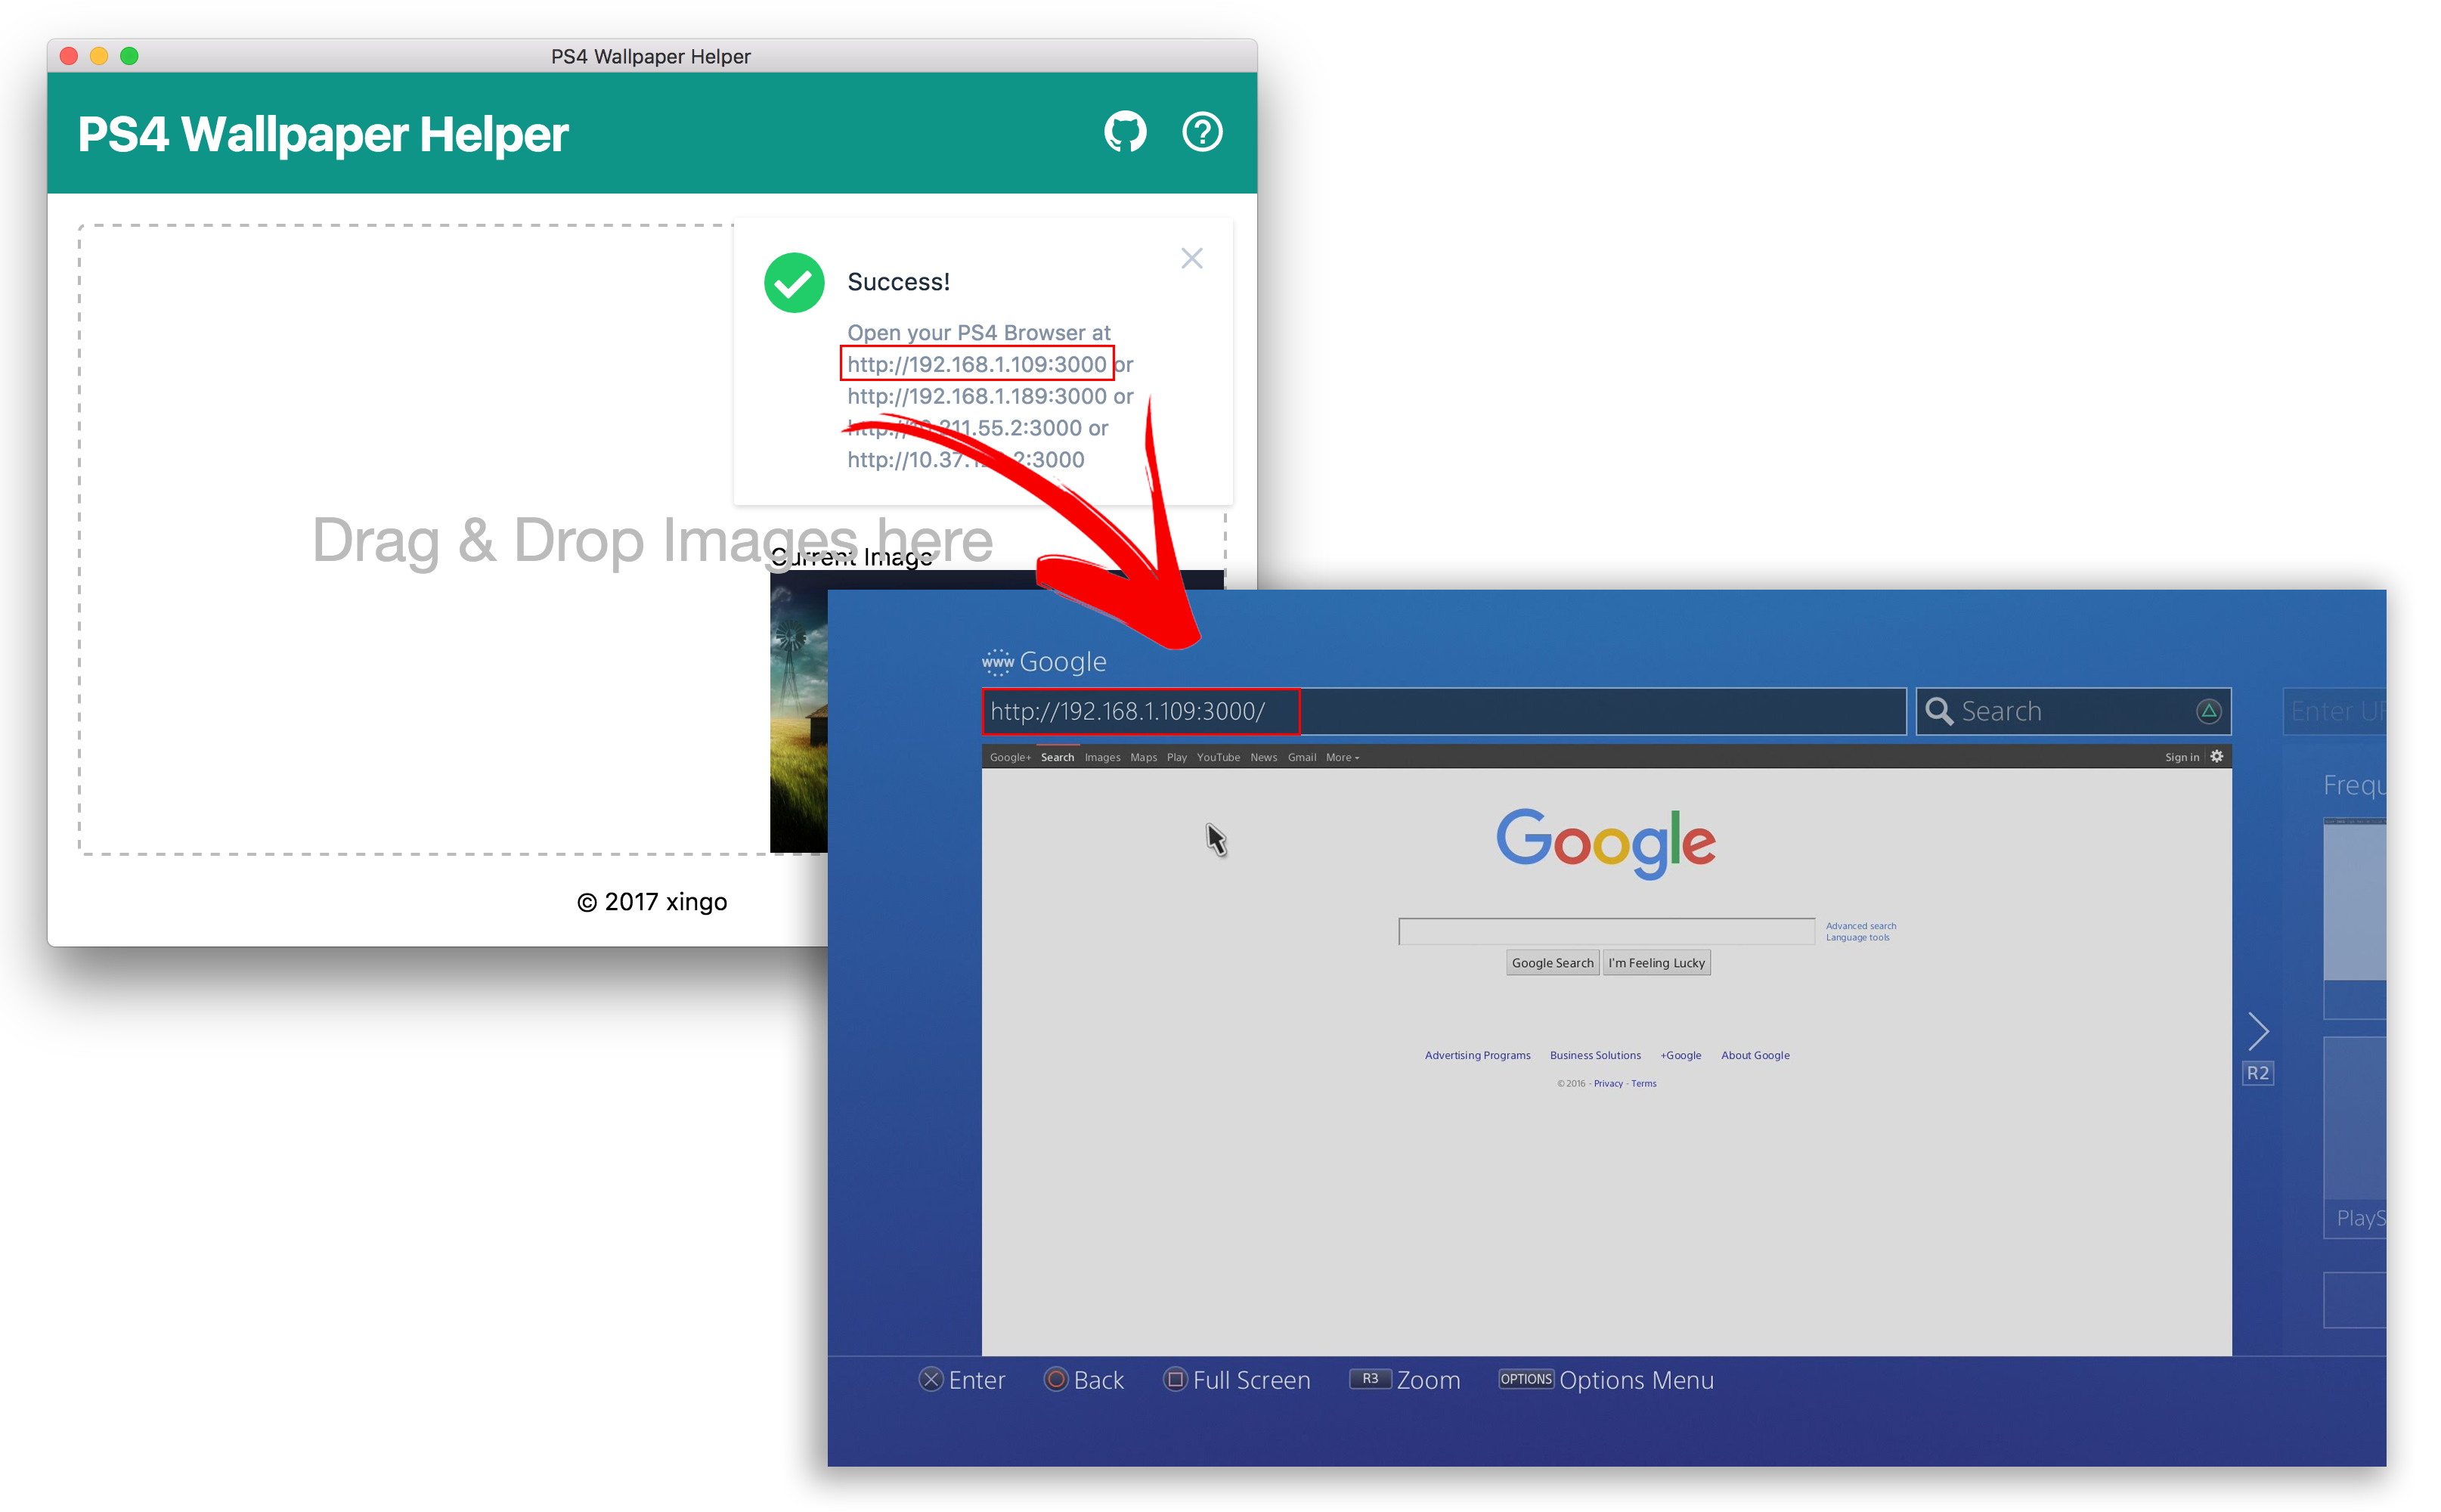 PS4 Wallpaper Helper
PS4 Wallpaper Helper
Success!
Open your PS4 Browser at
http://192.168.1.109:3000 or
http://192.168.1.189:3000 or
211.55.2:3000 or
http://10.37. 2:3000
Drag & Drop Images here
Current Image
© 2017 xingo
www Google
http://192.168.1.109:3000/
Search
Enter
Google+ Search Images Maps Play YouTube News Gmail More
Sign in
Google
Advanced search
Language tools
Google Search I'm Feeling Lucky
Advertising Programs Business Solutions +Google About Google
© 2016 - Privacy - Terms
R2
Frequ
PlayS
Enter Back Full Screen R3 Zoom OPTIONS Options Menu